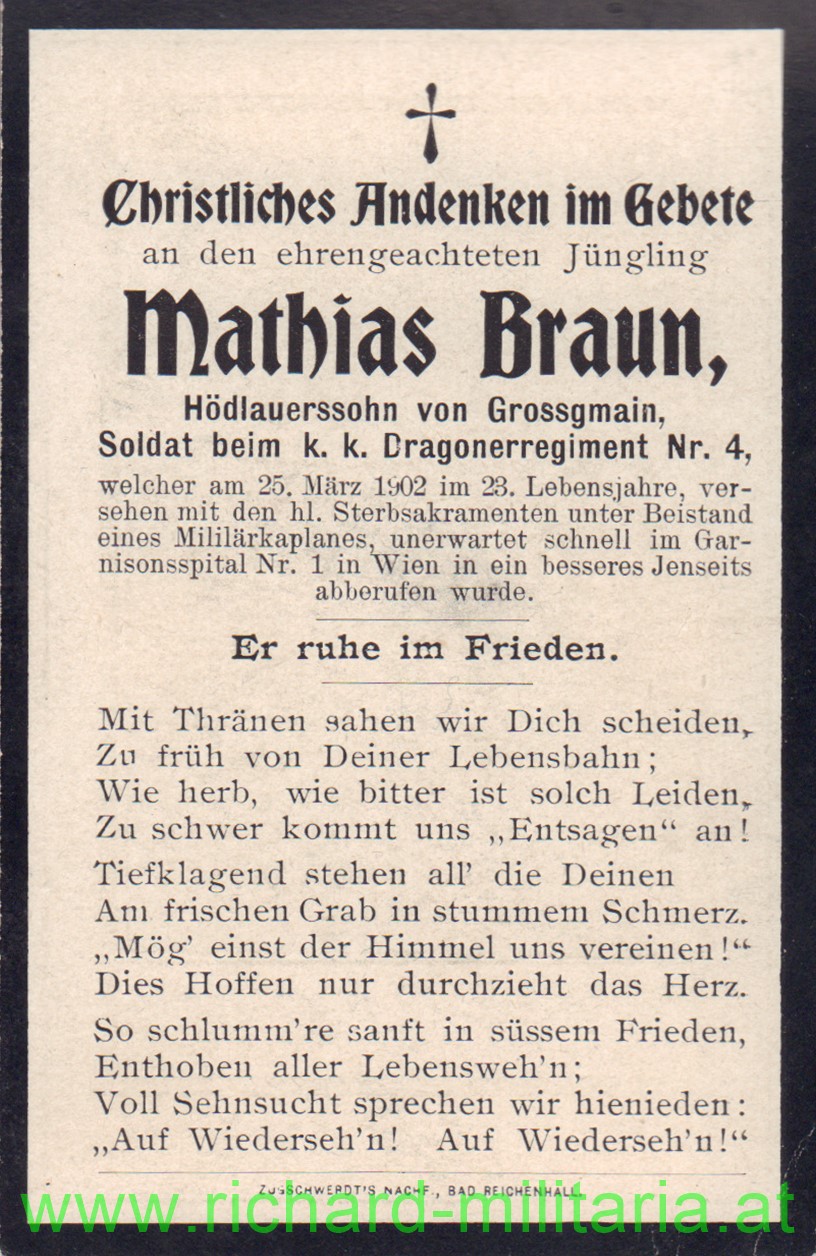 Christliches Andenken im Gebete
an den ehrengeachteten Jüngling
Mathias Braun,
Hödlauerssohn von Grossgmain,
Soldat beim k. k. Dragonerregiment Nr. 4,
welcher am 25. März 1902 im 23. Lebensjahre, ver-
sehen mit den hl. Sterbsakramenten unter Beistand
eines Mililärkaplanes, unerwartet schnell im Gar-
nisonsspital Nr. 1 in Wien in ein besseres Jenseits
abberufen wurde.
Er ruhe im Frieden.
Mit Thränen sahen wir Dich scheiden,
Zu früh von Deiner Lebensbahn;
Wie herb, wie bitter ist solch Leiden,
Zu schwer kommt uns „Entsagen“ an!
Tiefklagend stehen all' die Deinen
Am frischen Grab in stummem Schmerz.
„Mög' einst der Himmel uns vereinen!“
Dies Hoffen nur durchzieht das Herz.
So schlumm're sanft in süssem Frieden,
Enthoben aller Lebensweh'n;
Voll Sehnsucht sprechen wir hienieden:
„Auf Wiederseh'n! Auf Wiederseh'n!“
ZUGSCHWERDT'S NACHF., BAD REICHENHALL.
www.richard-militaria.at